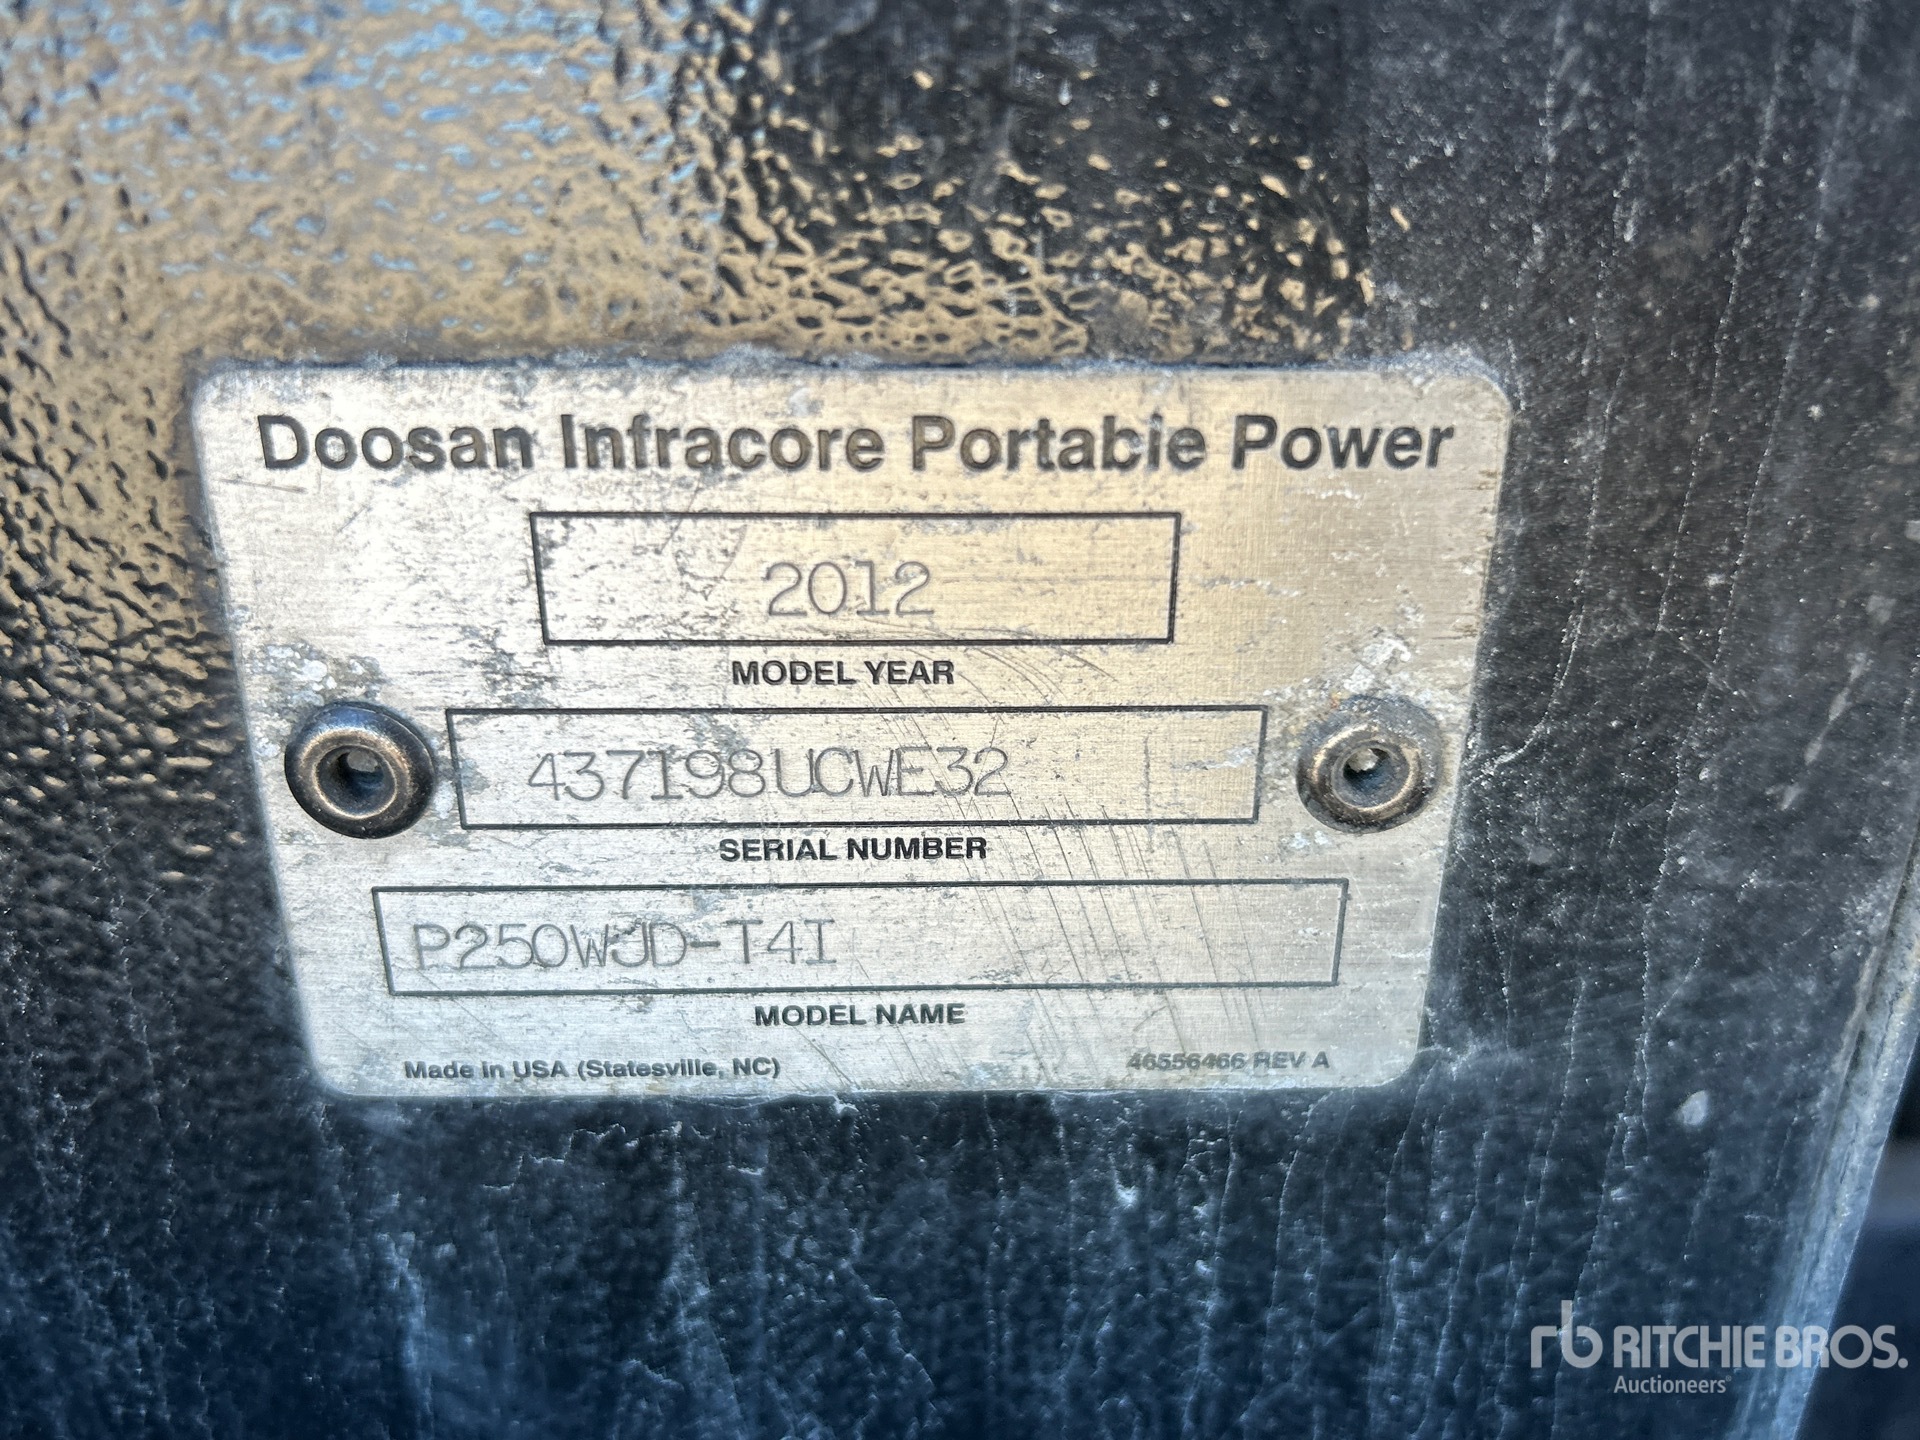 Doosan Infracore Portable Power
2012
MODEL YEAR
437198UCWE32
SERIAL NUMBER
P250WJD-T4I
MODEL NAME
Made in USA (Statesville, NC)
46556466 REV A
rb RITCHIE BROS.
Auctioneers